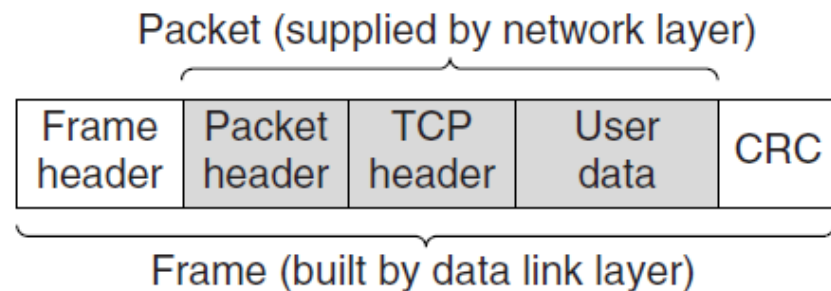 Packet (supplied by network layer)
Frame header
Packet header
TCP header
User data
CRC
Frame (built by data link layer)